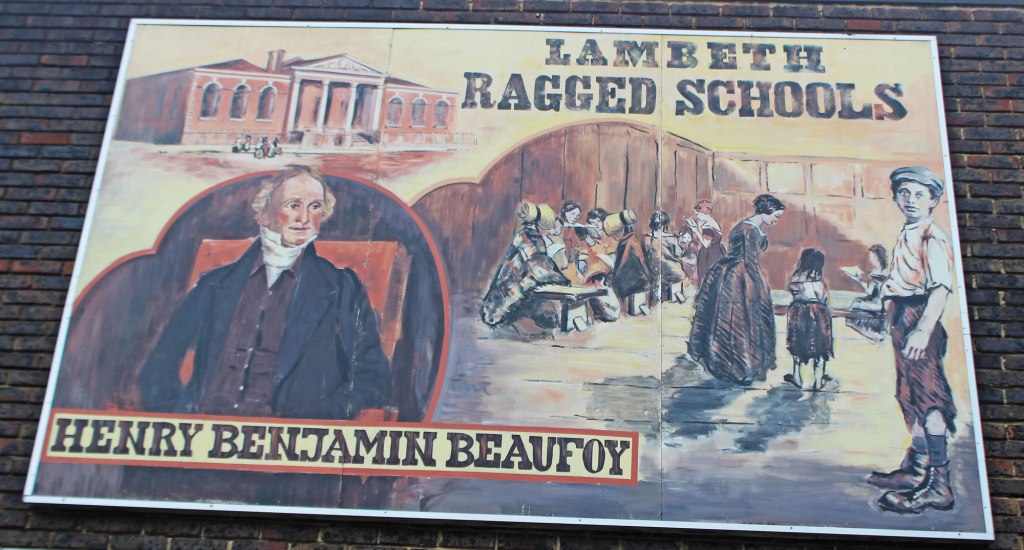 LAMBETH
RAGGED SCHOOLS
HENRY BENJAMIN BEAUFOY